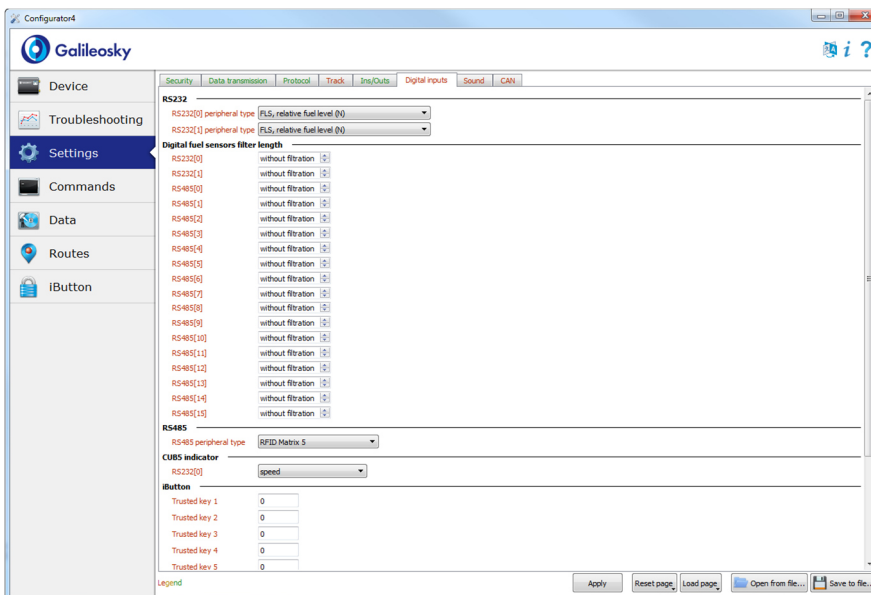 Configurator4
Galileosky
i ?
Device
Troubleshooting
Settings
Commands
Data
Routes
iButton
Security Data transmission Protocol Track Ins/Outs Digital inputs Sound CAN
RS232
RS232[0] peripheral type FLS, relative fuel level (N)
RS232[1] peripheral type FLS, relative fuel level (N)
Digital fuel sensors filter length
RS232[0] without filtration
RS232[1] without filtration
RS485[0] without filtration
RS485[1] without filtration
RS485[2] without filtration
RS485[3] without filtration
RS485[4] without filtration
RS485[5] without filtration
RS485[6] without filtration
RS485[7] without filtration
RS485[8] without filtration
RS485[9] without filtration
RS485[10] without filtration
RS485[11] without filtration
RS485[12] without filtration
RS485[13] without filtration
RS485[14] without filtration
RS485[15] without filtration
RS485
RS485 peripheral type RFID Matrix 5
CUB5 indicator
RS232[0] speed
iButton
Trusted key 1 0
Trusted key 2 0
Trusted key 3 0
Trusted key 4 0
Trusted key 5 0
Legend Apply Reset page Load page Open from file... Save to file...